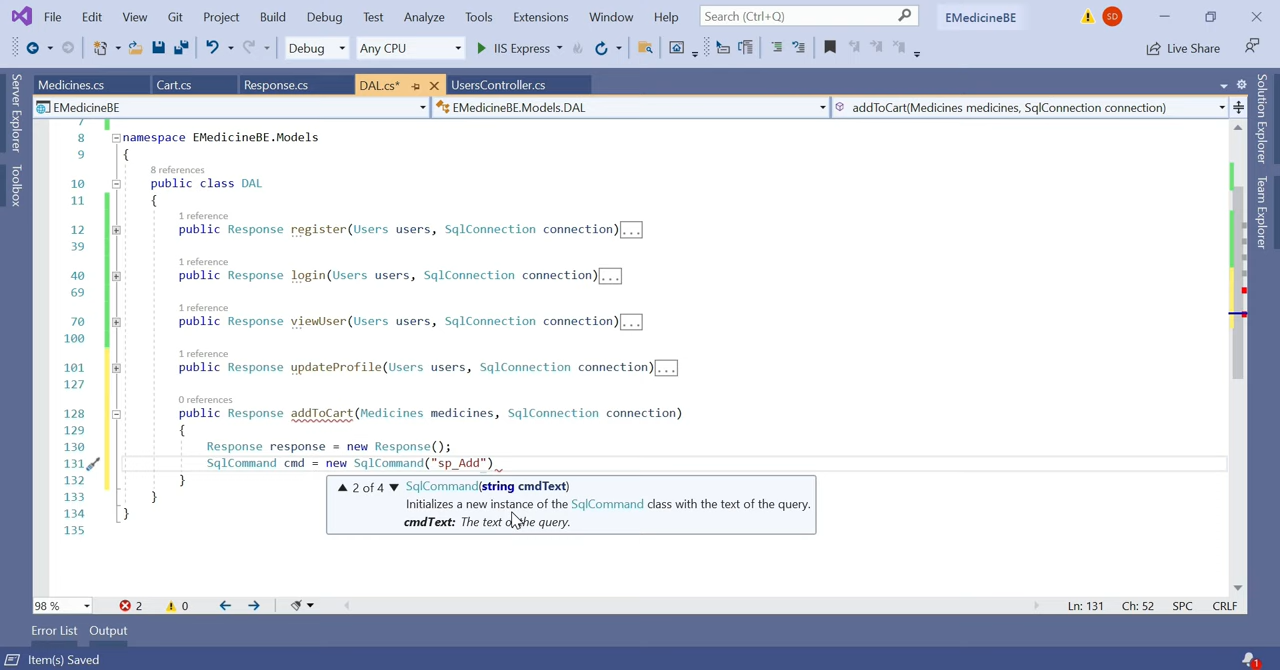 File Edit View Git Project Build Debug Test Analyze Tools Extensions Window Help Search (Ctrl+Q) EMedicineBE SD
Debug Any CPU IIS Express Live Share
Medicines.cs Cart.cs Response.cs DAL.cs* UsersController.cs
EMedicineBE EMedicineBE.Models.DAL addToCart(Medicines medicines, SqlConnection connection)
Server Explorer
Toolbox
Solution Explorer
Team Explorer
7
8 namespace EMedicineBE.Models
9 {
8 references
10 public class DAL
11 {
1 reference
12 public Response register(Users users, SqlConnection connection)...
39
1 reference
40 public Response login(Users users, SqlConnection connection)...
69
1 reference
70 public Response viewUser(Users users, SqlConnection connection)...
100
1 reference
101 public Response updateProfile(Users users, SqlConnection connection)...
127
0 references
128 public Response addToCart(Medicines medicines, SqlConnection connection)
129 {
130 Response response = new Response();
131 SqlCommand cmd = new SqlCommand("sp_Add")
132 }
133 }
134 }
135
▲ 2 of 4 ▼ SqlCommand(string cmdText)
Initializes a new instance of the SqlCommand class with the text of the query.
cmdText: The text of the query.
98 % 2 0 Ln: 131 Ch: 52 SPC CRLF
Error List Output
Item(s) Saved 1